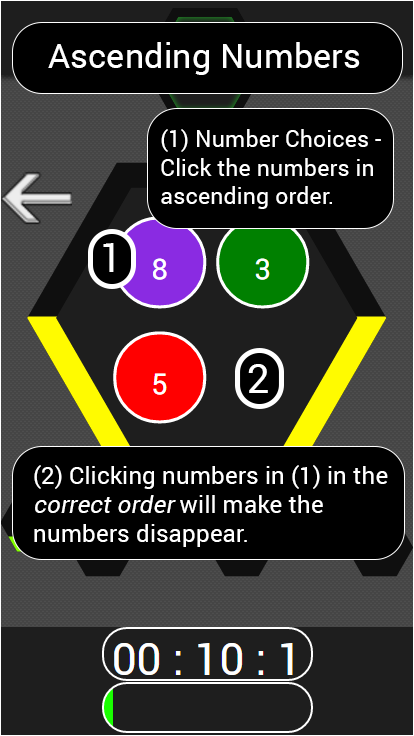 Ascending Numbers
(1) Number Choices -
Click the numbers in
ascending order.
1
8
3
5
2
(2) Clicking numbers in (1) in the
correct order will make the
numbers disappear.
00 : 10 : 1